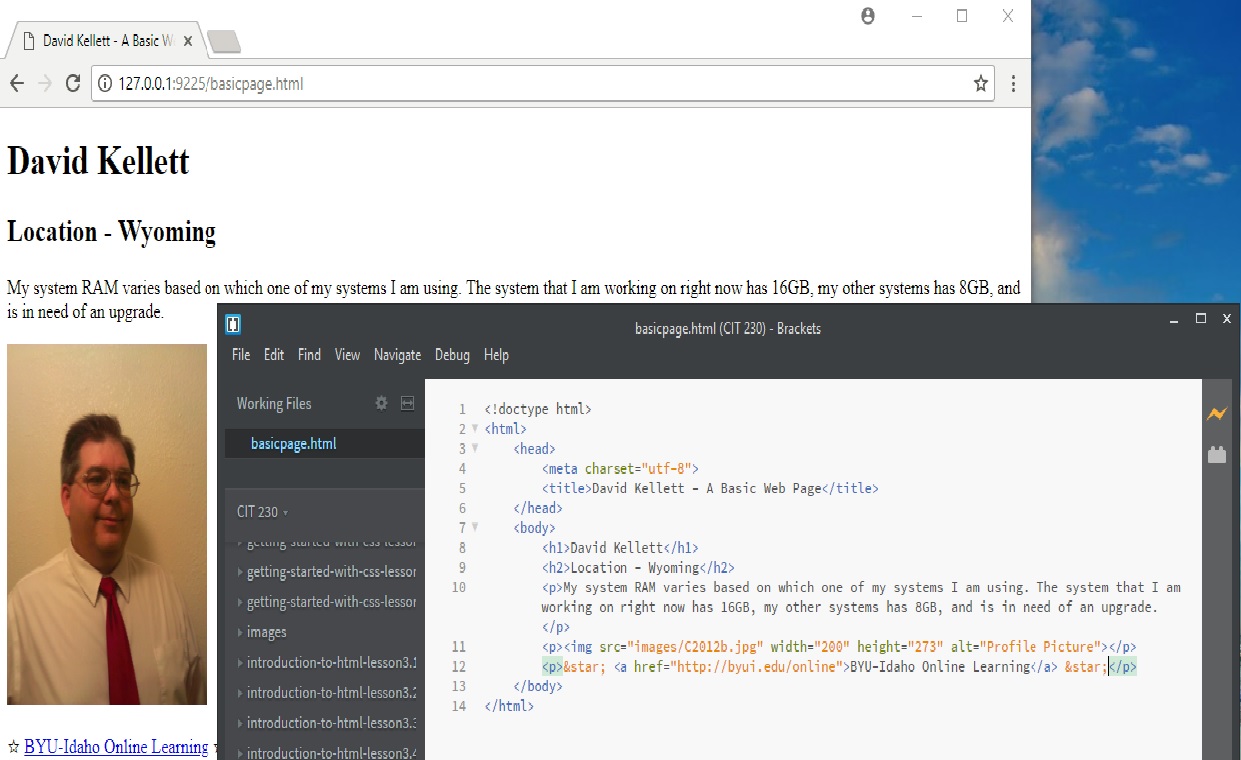 David Kellett - A Basic W
127.0.0.1:9225/basicpage.html
David Kellett
Location - Wyoming
My system RAM varies based on which one of my systems I am using. The system that I am working on right now has 16GB, my other systems has 8GB, and
is in need of an upgrade.
☆ BYU-Idaho Online Learning
basicpage.html (CIT 230) - Brackets
File Edit Find View Navigate Debug Help
Working Files
basicpage.html
CIT 230
getting-started-with-css-lessor
getting-started-with-css-lessor
getting-started-with-css-lessor
images
introduction-to-html-lesson3.1
introduction-to-html-lesson3.2
introduction-to-html-lesson3.3
introduction-to-html-lesson3.4
1 <!doctype html>
2 <html>
3 <head>
4 <meta charset="utf-8">
5 <title>David Kellett - A Basic Web Page</title>
6 </head>
7 <body>
8 <h1>David Kellett</h1>
9 <h2>Location - Wyoming</h2>
10 <p>My system RAM varies based on which one of my systems I am using. The system that I am
working on right now has 16GB, my other systems has 8GB, and is in need of an upgrade.
</p>
11 <p><img src="images/C2012b.jpg" width="200" height="273" alt="Profile Picture"></p>
12 <p>&star; <a href="http://byui.edu/online">BYU-Idaho Online Learning</a> &star;</p>
13 </body>
14 </html>